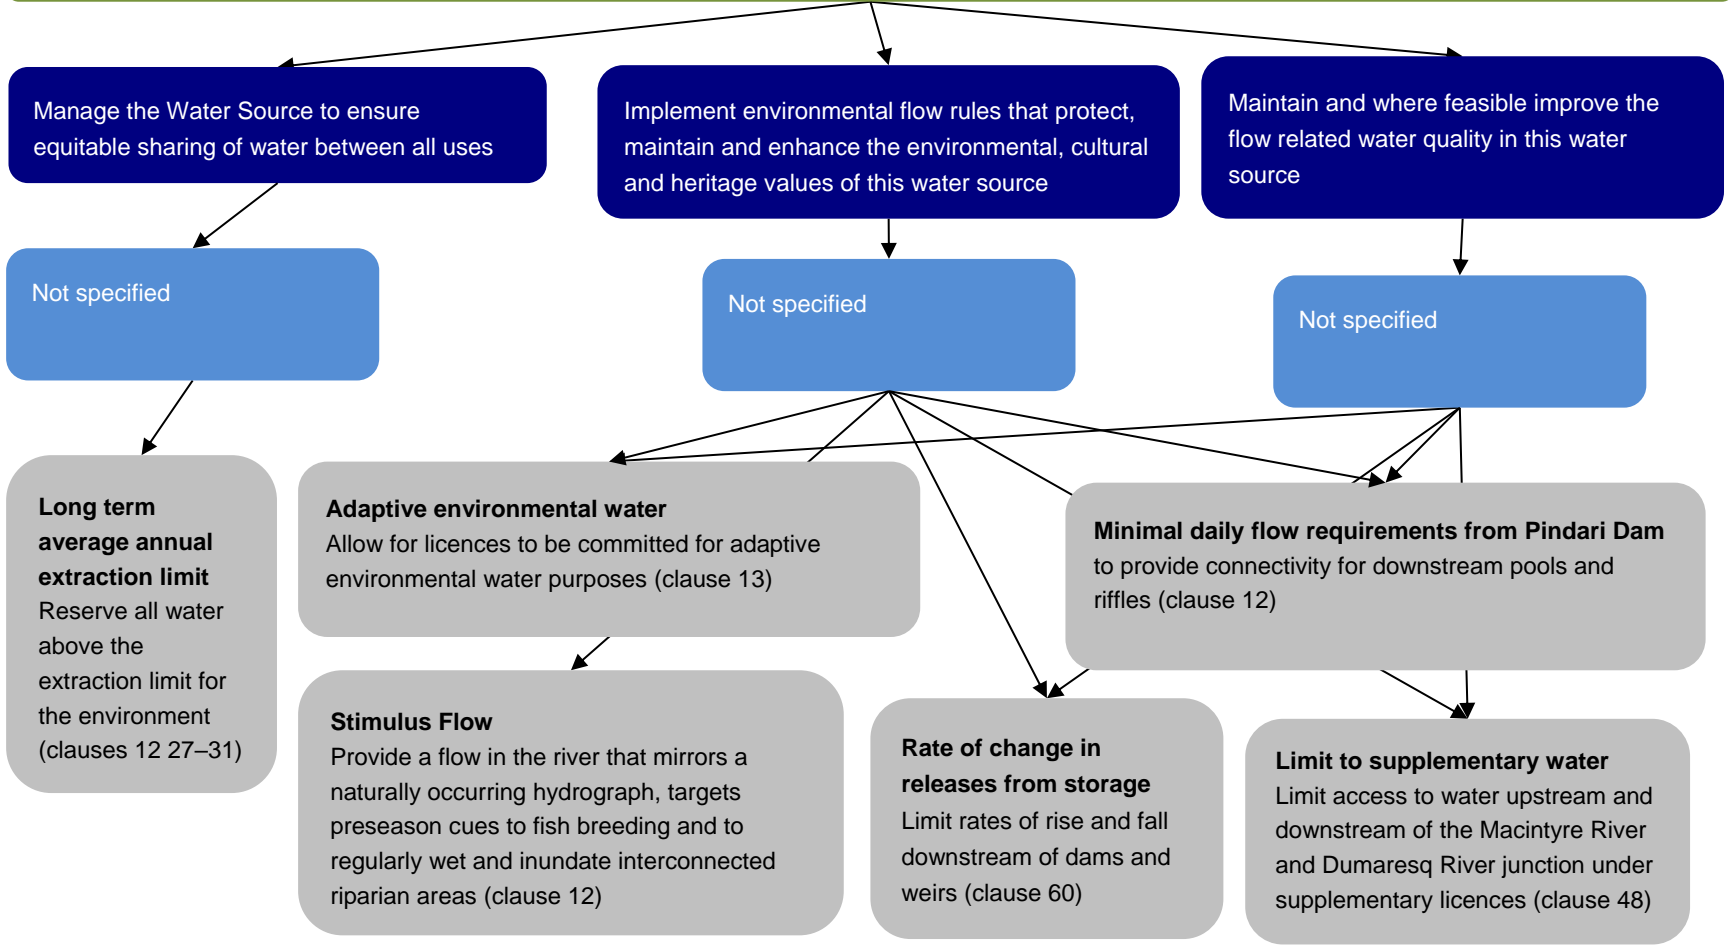 Manage the Water Source to ensure
equitable sharing of water between all uses
Implement environmental flow rules that protect,
maintain and enhance the environmental, cultural
and heritage values of this water source
Maintain and where feasible improve the
flow related water quality in this water
source
Not specified
Not specified
Not specified
Long term
average annual
extraction limit
Reserve all water
above the
extraction limit for
the environment
(clauses 12 27–31)
Adaptive environmental water
Allow for licences to be committed for adaptive
environmental water purposes (clause 13)
Minimal daily flow requirements from Pindari Dam
to provide connectivity for downstream pools and
riffles (clause 12)
Stimulus Flow
Provide a flow in the river that mirrors a
naturally occurring hydrograph, targets
preseason cues to fish breeding and to
regularly wet and inundate interconnected
riparian areas (clause 12)
Rate of change in
releases from storage
Limit rates of rise and fall
downstream of dams and
weirs (clause 60)
Limit to supplementary water
Limit access to water upstream and
downstream of the Macintyre River
and Dumaresq River junction under
supplementary licences (clause 48)